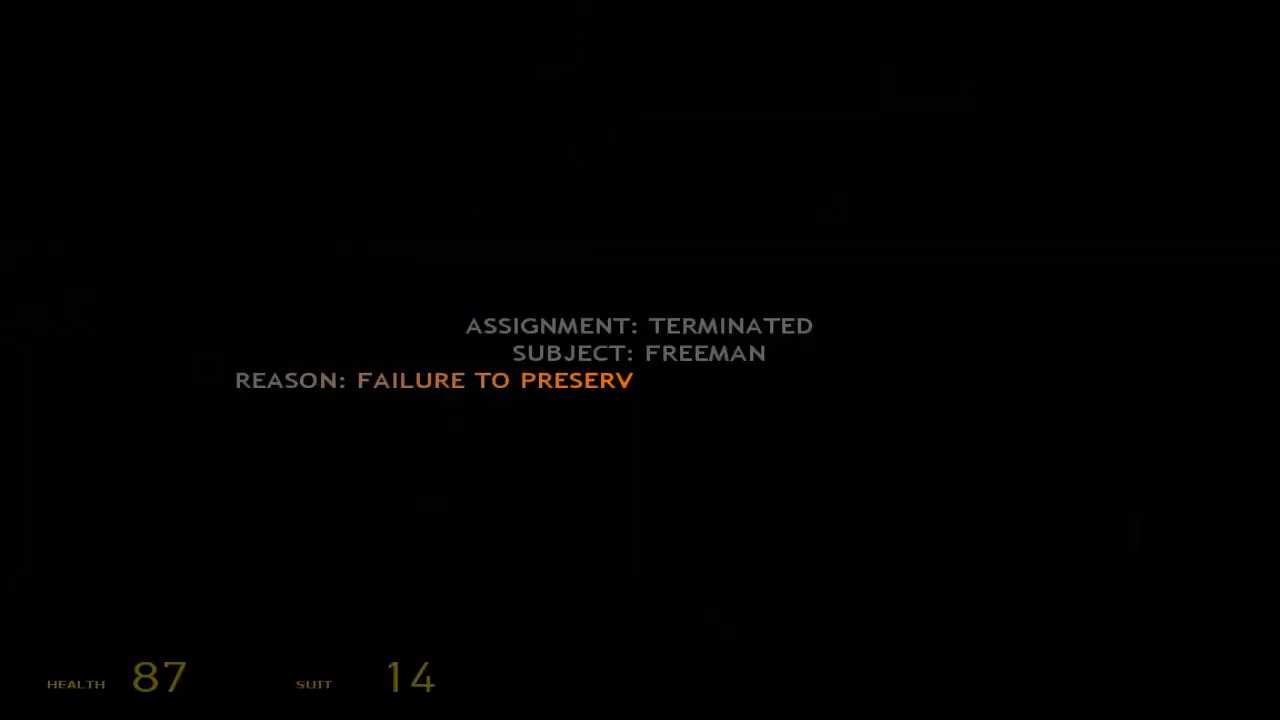 ASSIGNMENT: TERMINATED
SUBJECT: FREEMAN
REASON: FAILURE TO PRESERV
HEALTH 87 SUIT 14